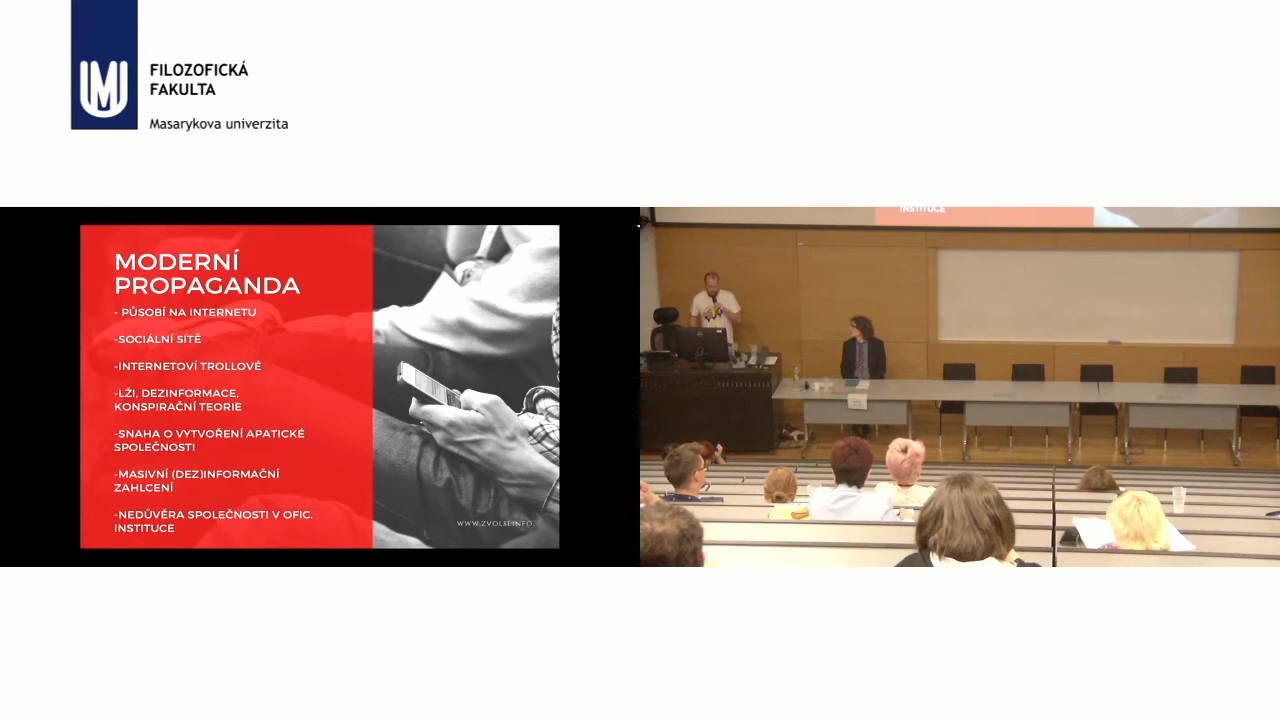 FILOZOFICKÁ
FAKULTA
Masarykova univerzita
MODERNÍ
PROPAGANDA
- PŮSOBÍ NA INTERNETU
-SOCIÁLNÍ SÍTĚ
-INTERNETOVÍ TROLLOVÉ
-LŽI, DEZINFORMACE,
KONSPIRAČNÍ TEORIE
-SNAHA O VYTVOŘENÍ APATICKÉ
SPOLEČNOSTI
-MASIVNÍ (DEZ)INFORMAČNÍ
ZAHLCENÍ
-NEDŮVĚRA SPOLEČNOSTI V OFIC.
INSTITUCE
WWW.ZVOLSI.INFO
INSTITUCE